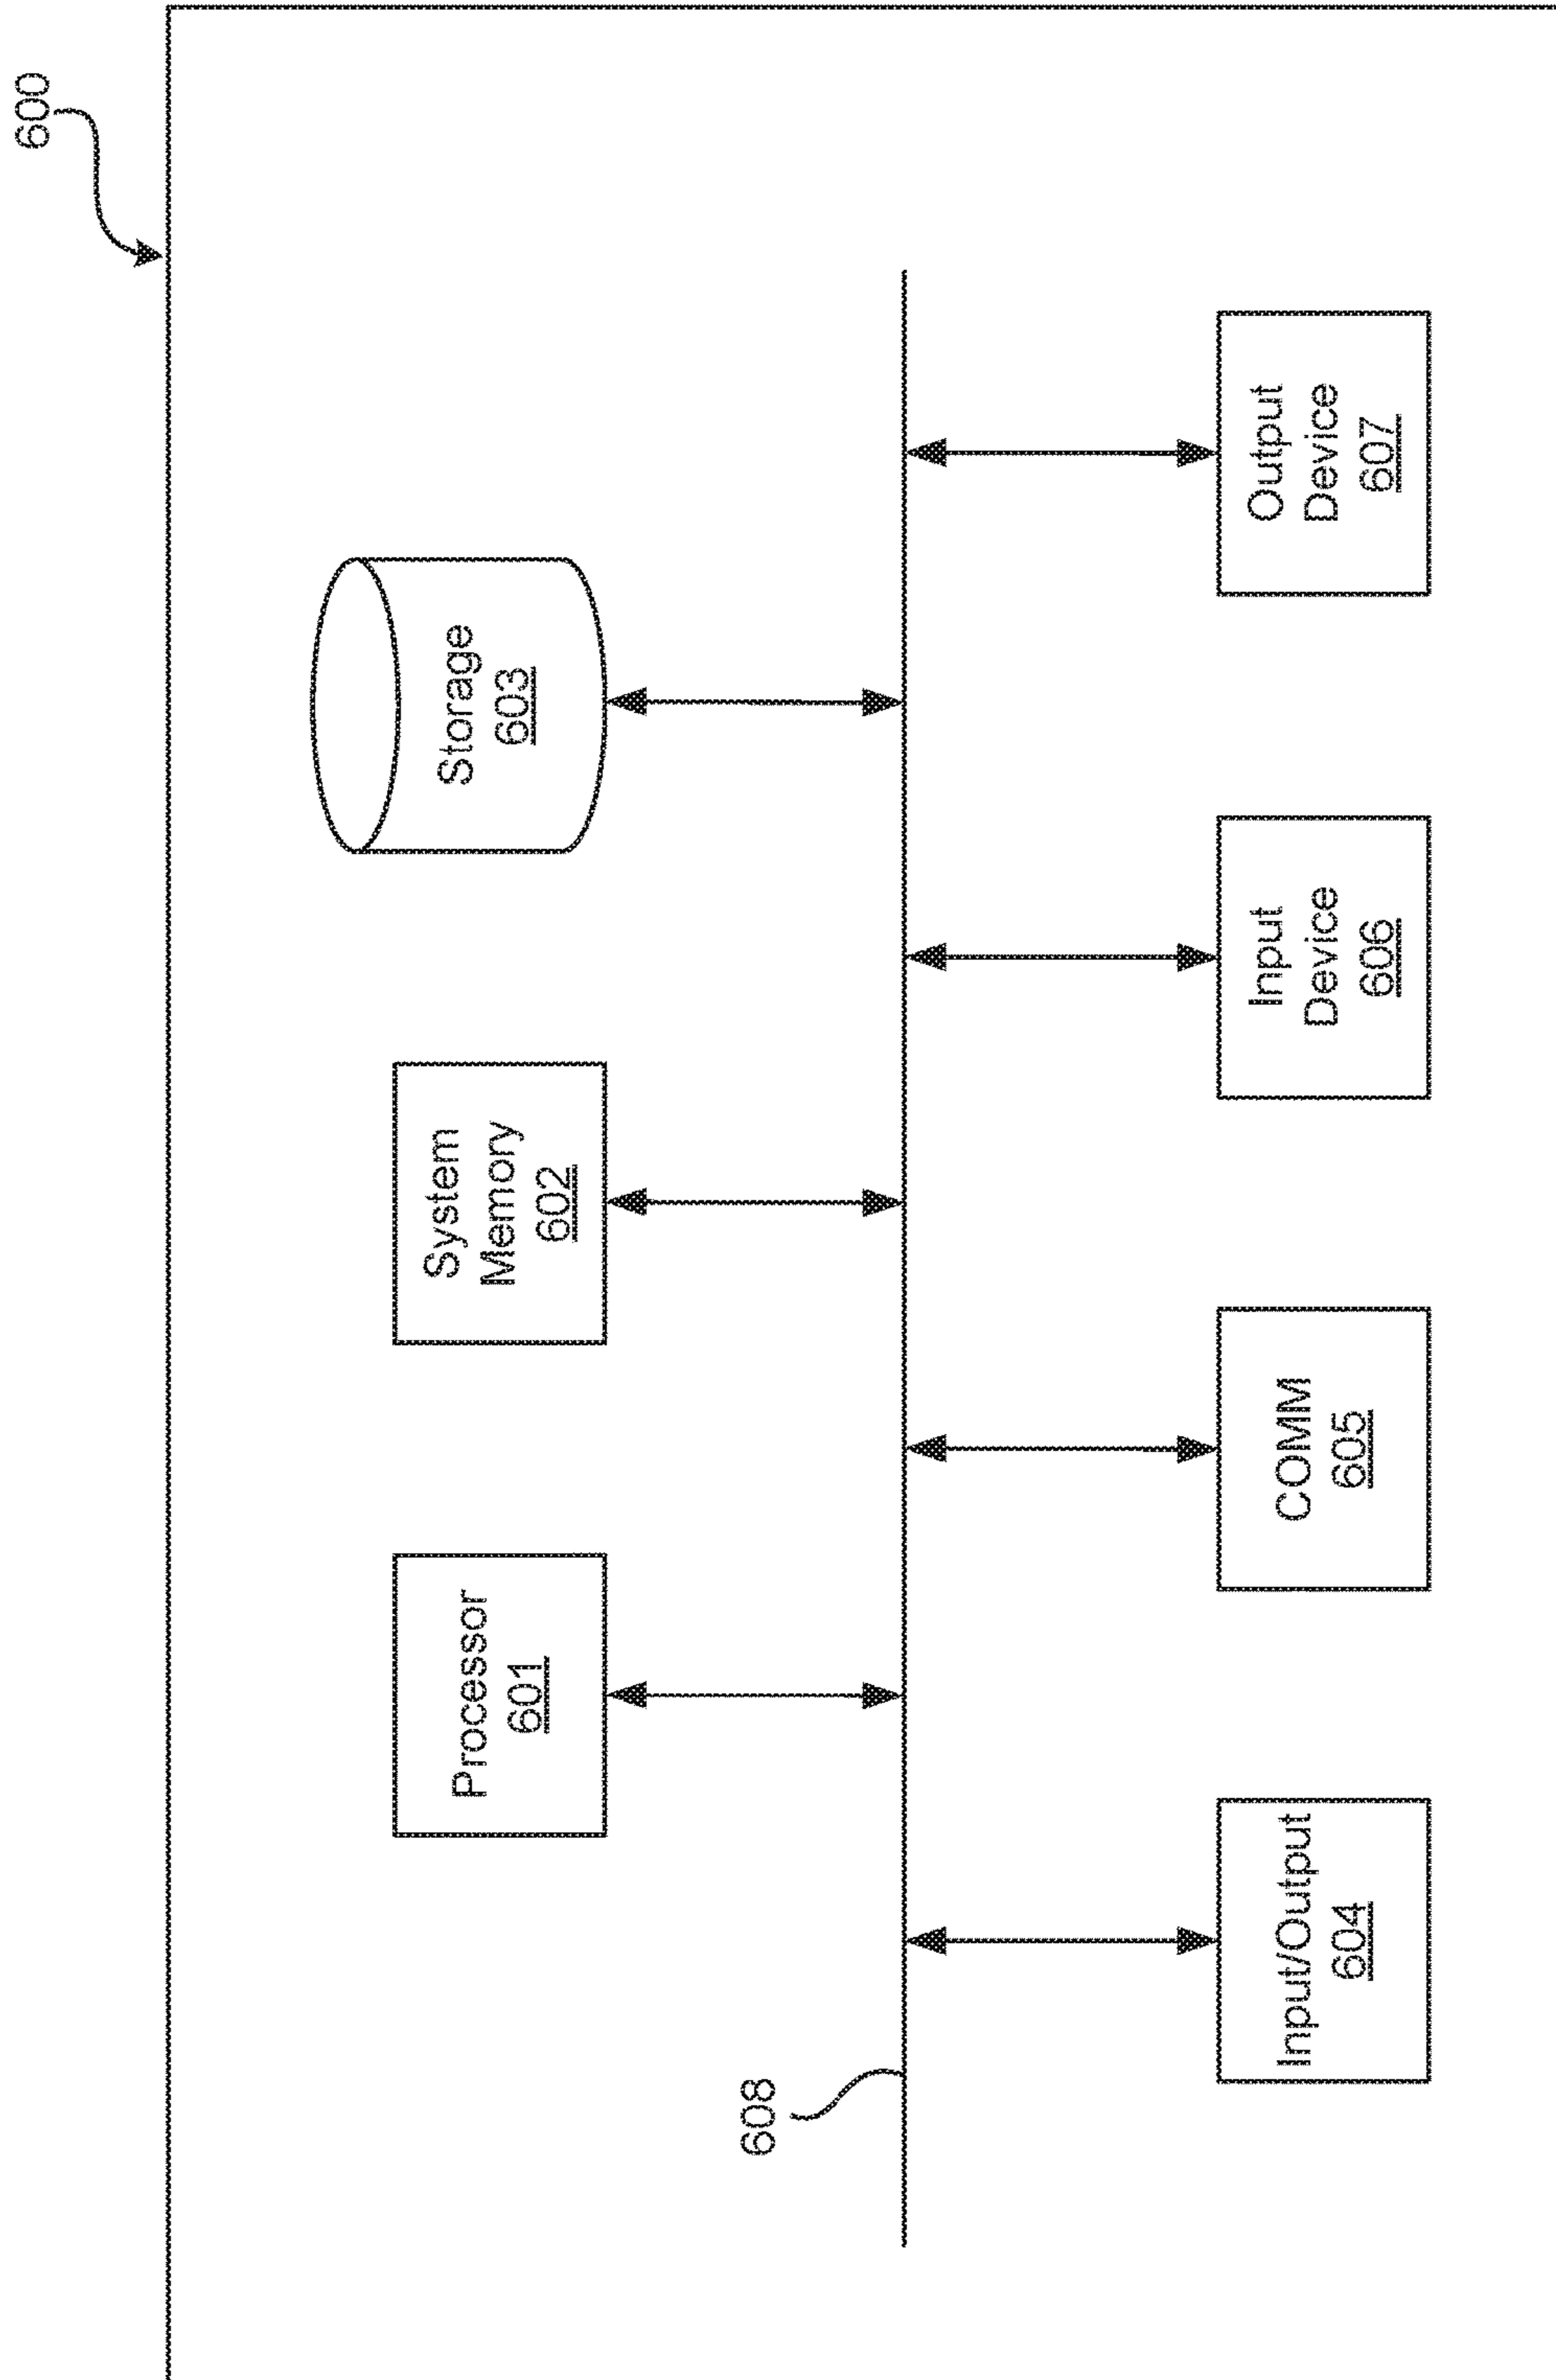 600
Processor
601
System
Memory
602
Storage
603
608
Input/Output
604
COMM
605
Input
Device
606
Output
Device
607